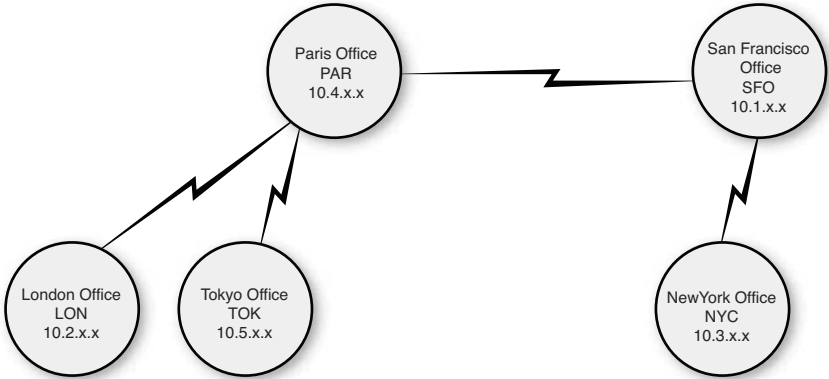 Paris Office
PAR
10.4.x.x
San Francisco
Office
SFO
10.1.x.x
London Office
LON
10.2.x.x
Tokyo Office
TOK
10.5.x.x
NewYork Office
NYC
10.3.x.x